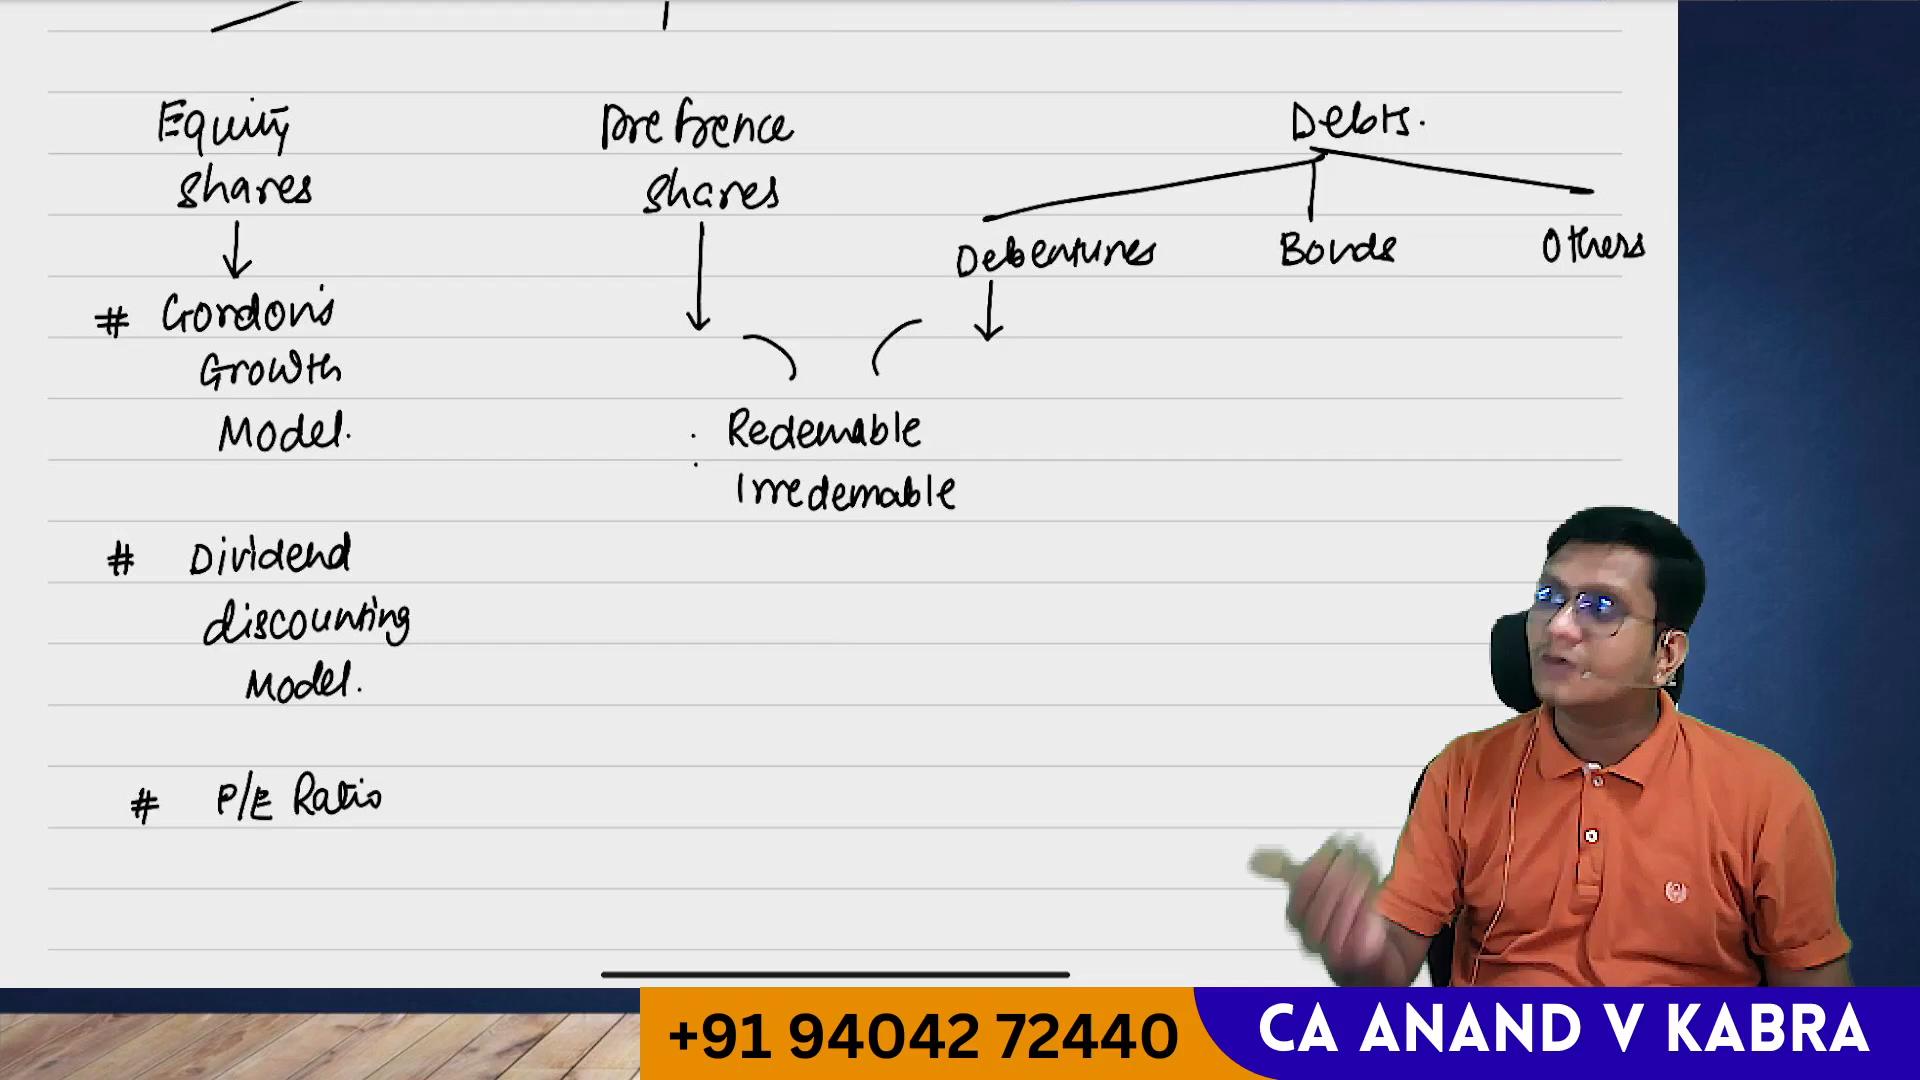 Equity
shares
# Gordon's
Growth
Model.
# Dividend
discounting
Model.
# P/E Ratio
Prefrence
shares
Redemable
Irredemable
Debts.
Debentures
Bonds
Others
+91 94042 72440
CA ANAND V KABRA